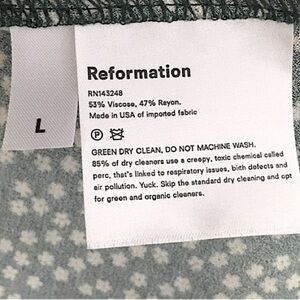 Reformation
RN143248
53% Viscose, 47% Rayon.
Made in USA of imported fabric
P
L
GREEN DRY CLEAN, DO NOT MACHINE WASH.
85% of dry cleaners use a creepy, toxic chemical called
perc, that's linked to respiratory issues, birth defects and
air pollution. Yuck. Skip the standard dry cleaning and opt
for green and organic cleaners.